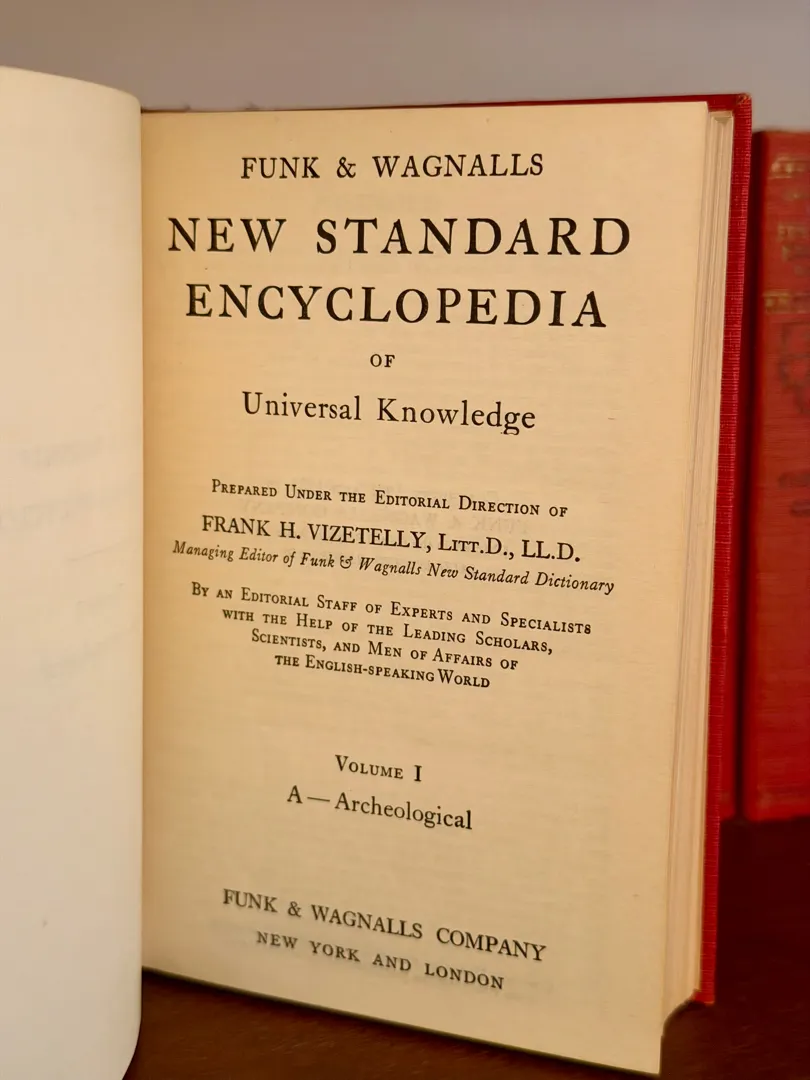 FUNK & WAGNALLS
NEW STANDARD
ENCYCLOPEDIA
OF
Universal Knowledge
PREPARED UNDER THE EDITORIAL DIRECTION OF
FRANK H. VIZETELLY, LITT.D., LL.D.
Managing Editor of Funk & Wagnalls New Standard Dictionary
BY AN EDITORIAL STAFF OF EXPERTS AND SPECIALISTS
WITH THE HELP OF THE LEADING SCHOLARS,
SCIENTISTS, AND MEN OF AFFAIRS OF
THE ENGLISH-SPEAKING WORLD
VOLUME I
A — Archeological
FUNK & WAGNALLS COMPANY
NEW YORK AND LONDON